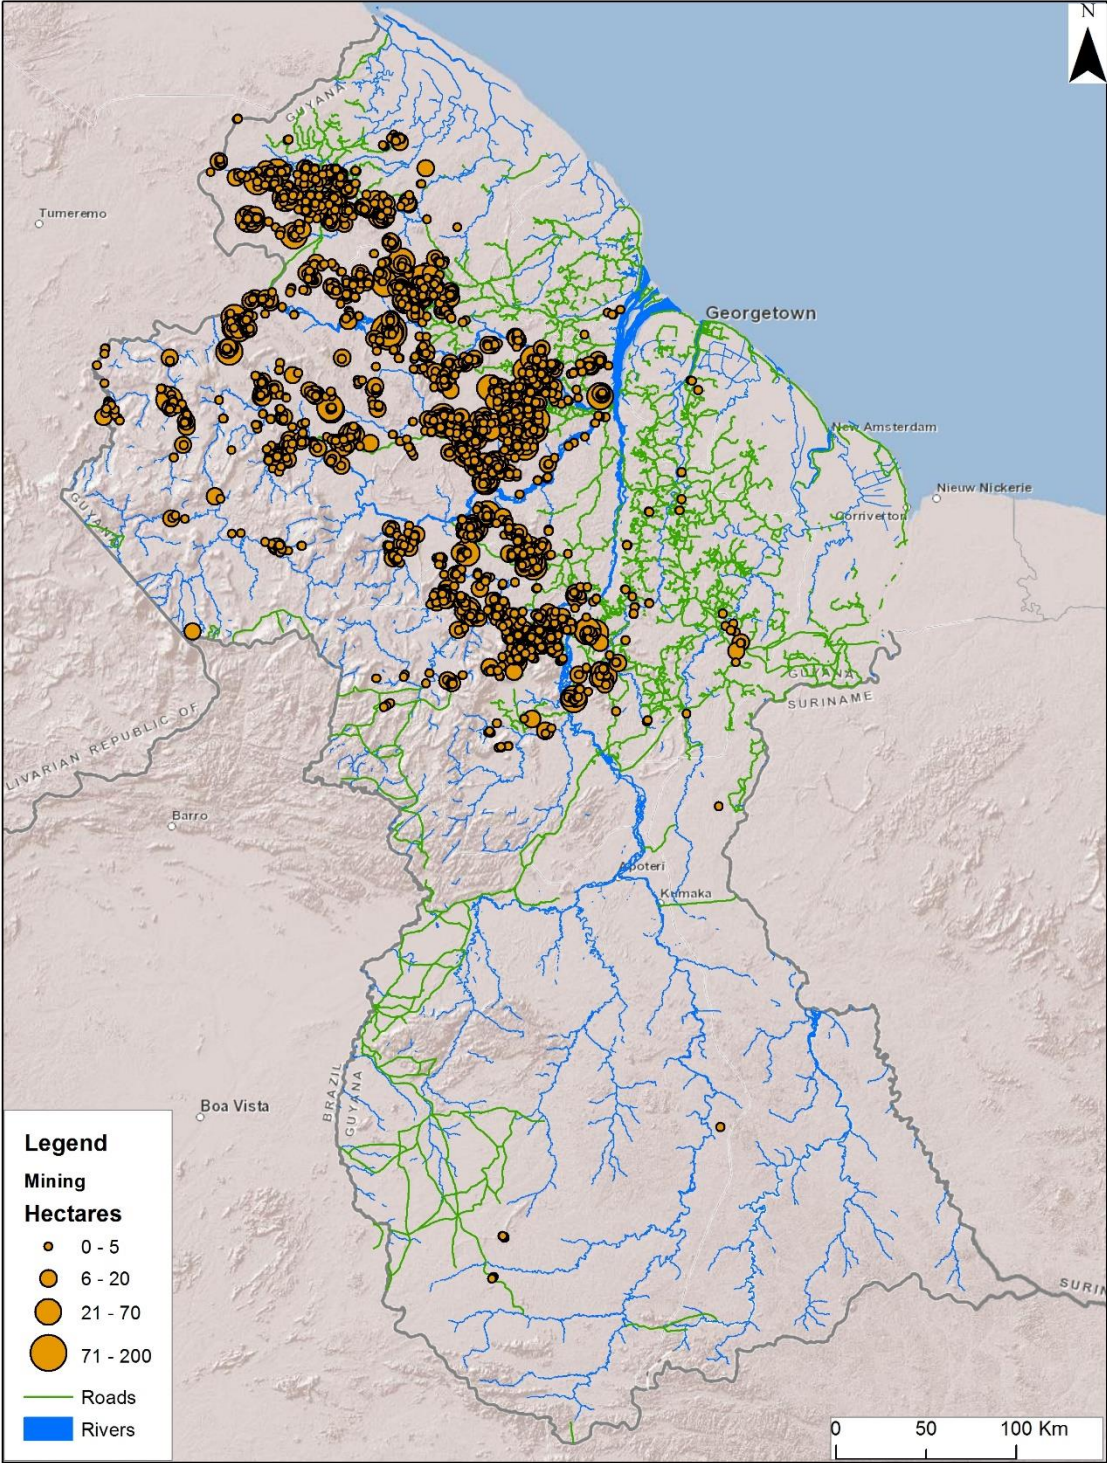 N
GUYANA
Tumeremo
Georgetown
New Amsterdam
Nieuw Nickerie
Corriverton
GUYANA
GUYANA
SURINAME
LIVARIAN REPUBLIC OF
Barro
Apoteri
Kumaka
BRAZIL
GUYANA
Boa Vista
SURIN
Legend
Mining
Hectares
0 - 5
6 - 20
21 - 70
71 - 200
Roads
Rivers
0 50 100 Km